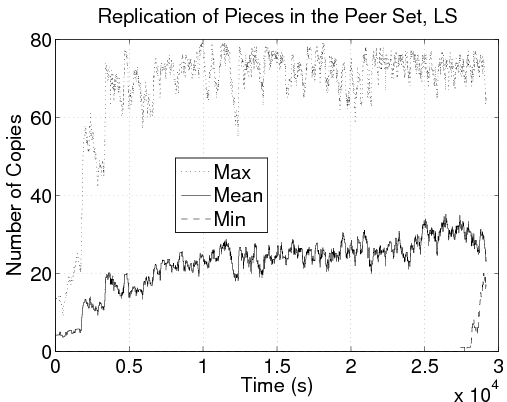 Replication of Pieces in the Peer Set, LS
80
60
40
20
0
Number of Copies
Max
Mean
Min
0 0.5 1 1.5 2 2.5 3
Time (s)
x 10^4